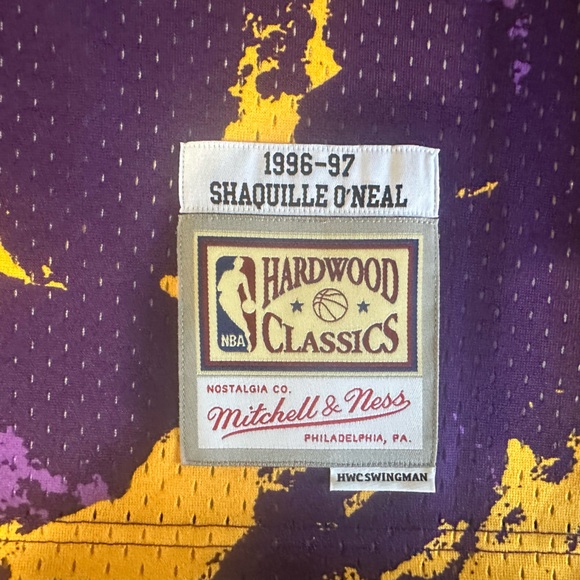 1996-97
SHAQUILLE O'NEAL
HARDWOOD
NBA
CLASSICS
NOSTALGIA CO.
Mitchell & Ness
PHILADELPHIA, PA.
HWCSWINGMAN